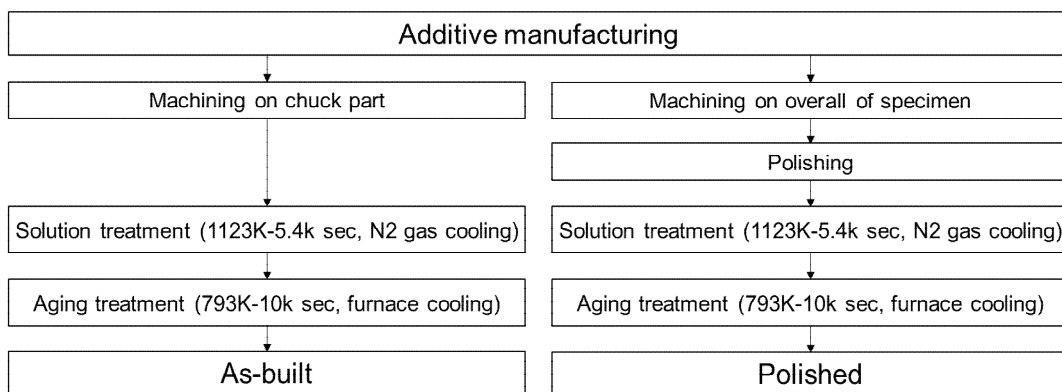 Additive manufacturing
Machining on chuck part
Machining on overall of specimen
Polishing
Solution treatment (1123K-5.4k sec, N2 gas cooling)
Solution treatment (1123K-5.4k sec, N2 gas cooling)
Aging treatment (793K-10k sec, furnace cooling)
Aging treatment (793K-10k sec, furnace cooling)
As-built
Polished